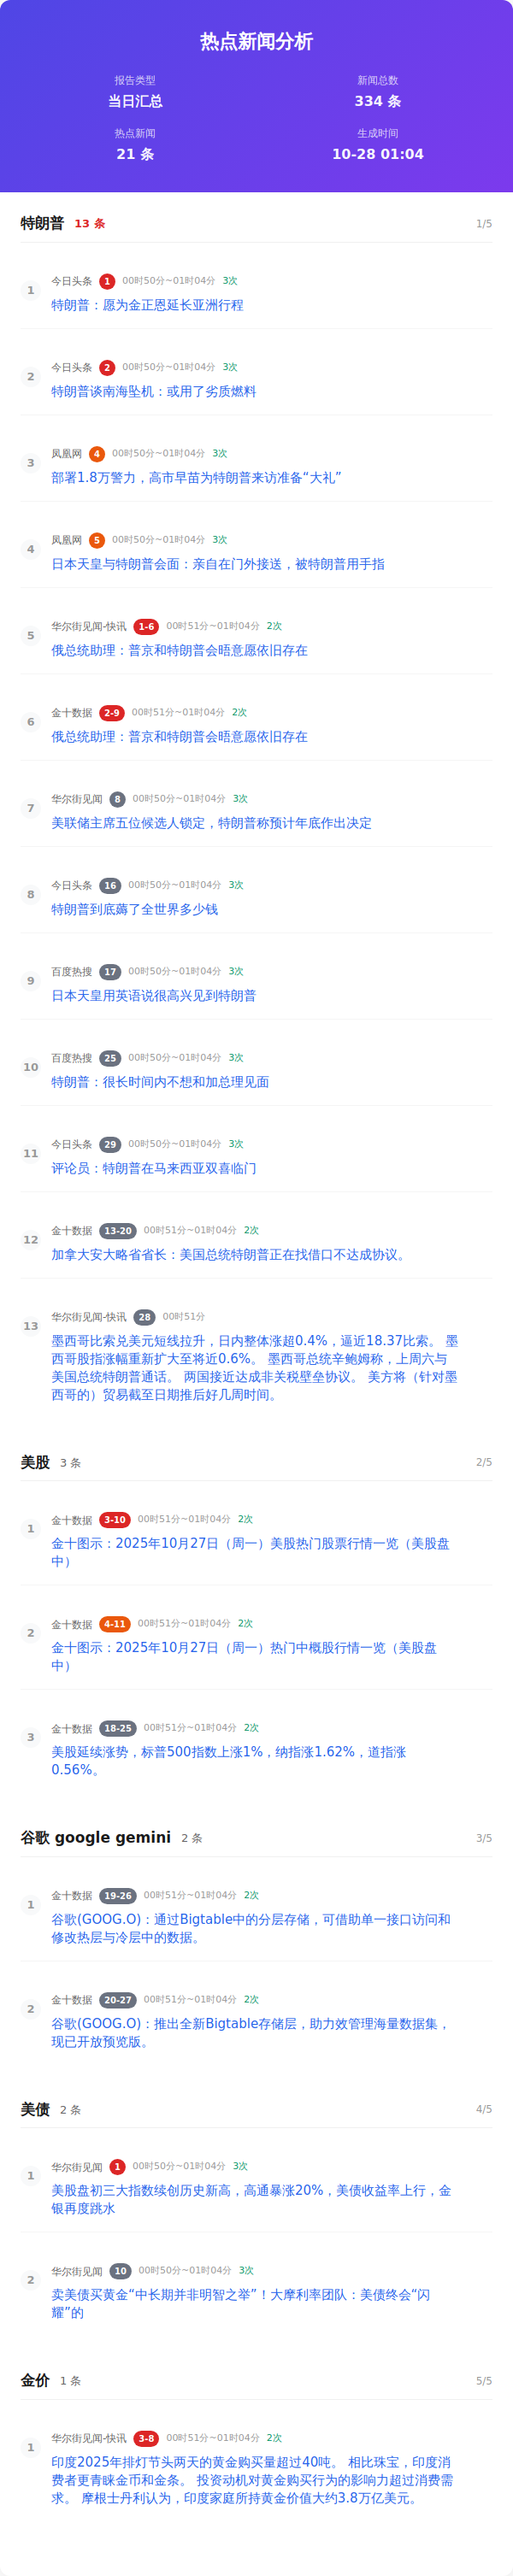 热点新闻分析
报告类型
当日汇总
新闻总数
334 条
热点新闻
21 条
生成时间
10-28 01:04
特朗普 13 条 1/5
1 今日头条 1 00时50分~01时04分 3次
特朗普：愿为金正恩延长亚洲行程
2 今日头条 2 00时50分~01时04分 3次
特朗普谈南海坠机：或用了劣质燃料
3 凤凰网 4 00时50分~01时04分 3次
部署1.8万警力，高市早苗为特朗普来访准备“大礼”
4 凤凰网 5 00时50分~01时04分 3次
日本天皇与特朗普会面：亲自在门外接送，被特朗普用手指
5 华尔街见闻-快讯 1-6 00时51分~01时04分 2次
俄总统助理：普京和特朗普会晤意愿依旧存在
6 金十数据 2-9 00时51分~01时04分 2次
俄总统助理：普京和特朗普会晤意愿依旧存在
7 华尔街见闻 8 00时50分~01时04分 3次
美联储主席五位候选人锁定，特朗普称预计年底作出决定
8 今日头条 16 00时50分~01时04分 3次
特朗普到底薅了全世界多少钱
9 百度热搜 17 00时50分~01时04分 3次
日本天皇用英语说很高兴见到特朗普
10 百度热搜 25 00时50分~01时04分 3次
特朗普：很长时间内不想和加总理见面
11 今日头条 29 00时50分~01时04分 3次
评论员：特朗普在马来西亚双喜临门
12 金十数据 13-20 00时51分~01时04分 2次
加拿大安大略省省长：美国总统特朗普正在找借口不达成协议。
13 华尔街见闻-快讯 28 00时51分
墨西哥比索兑美元短线拉升，日内整体涨超0.4%，逼近18.37比索。 墨
西哥股指涨幅重新扩大至将近0.6%。 墨西哥总统辛鲍姆称，上周六与
美国总统特朗普通话。 两国接近达成非关税壁垒协议。 美方将（针对墨
西哥的）贸易截至日期推后好几周时间。
美股 3 条 2/5
1 金十数据 3-10 00时51分~01时04分 2次
金十图示：2025年10月27日（周一）美股热门股票行情一览（美股盘
中）
2 金十数据 4-11 00时51分~01时04分 2次
金十图示：2025年10月27日（周一）热门中概股行情一览（美股盘
中）
3 金十数据 18-25 00时51分~01时04分 2次
美股延续涨势，标普500指数上涨1%，纳指涨1.62%，道指涨
0.56%。
谷歌 google gemini 2 条 3/5
1 金十数据 19-26 00时51分~01时04分 2次
谷歌(GOOG.O)：通过Bigtable中的分层存储，可借助单一接口访问和
修改热层与冷层中的数据。
2 金十数据 20-27 00时51分~01时04分 2次
谷歌(GOOG.O)：推出全新Bigtable存储层，助力效管理海量数据集，
现已开放预览版。
美债 2 条 4/5
1 华尔街见闻 1 00时50分~01时04分 3次
美股盘初三大指数续创历史新高，高通暴涨20%，美债收益率上行，金
银再度跳水
2 华尔街见闻 10 00时50分~01时04分 3次
卖美债买黄金“中长期并非明智之举”！大摩利率团队：美债终会“闪
耀”的
金价 1 条 5/5
1 华尔街见闻-快讯 3-8 00时51分~01时04分 2次
印度2025年排灯节头两天的黄金购买量超过40吨。 相比珠宝，印度消
费者更青睐金币和金条。 投资动机对黄金购买行为的影响力超过消费需
求。 摩根士丹利认为，印度家庭所持黄金价值大约3.8万亿美元。